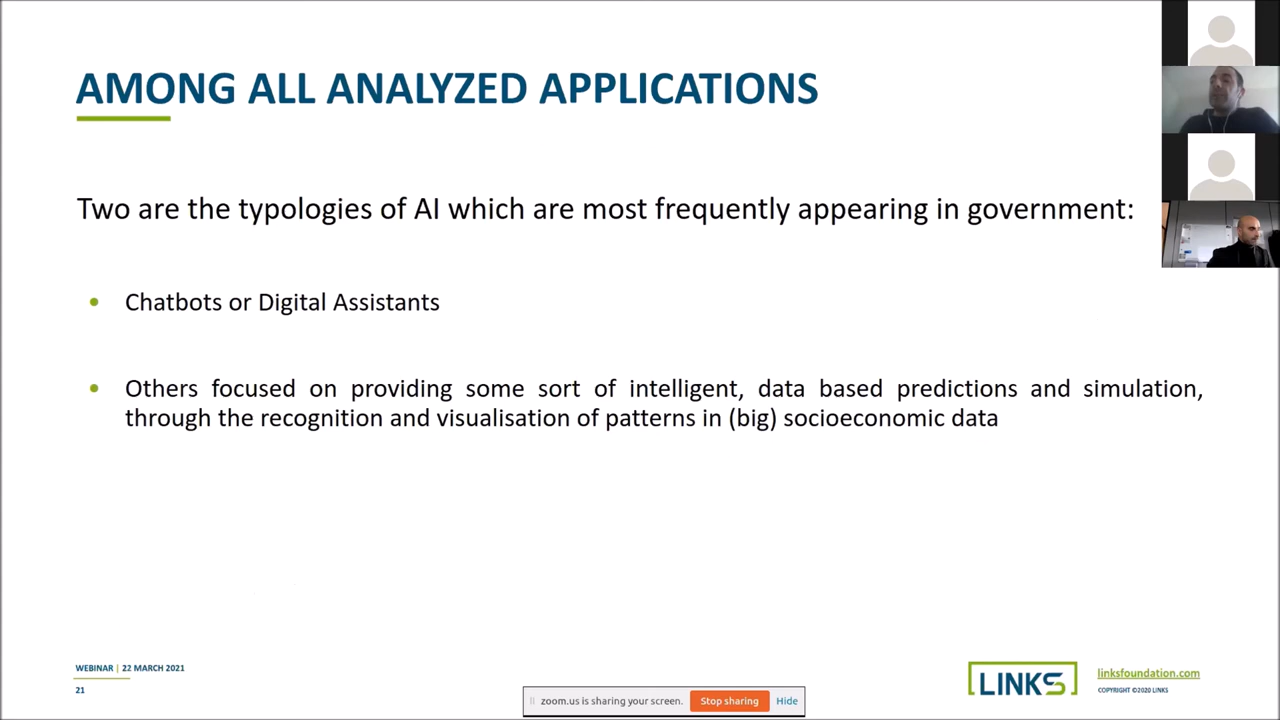 AMONG ALL ANALYZED APPLICATIONS
Two are the typologies of AI which are most frequently appearing in government:
• Chatbots or Digital Assistants
• Others focused on providing some sort of intelligent, data based predictions and simulation,
through the recognition and visualisation of patterns in (big) socioeconomic data
WEBINAR | 22 MARCH 2021
21
zoom.us is sharing your screen. Stop sharing Hide
LINKS
linksfoundation.com
COPYRIGHT ©2020 LINKS